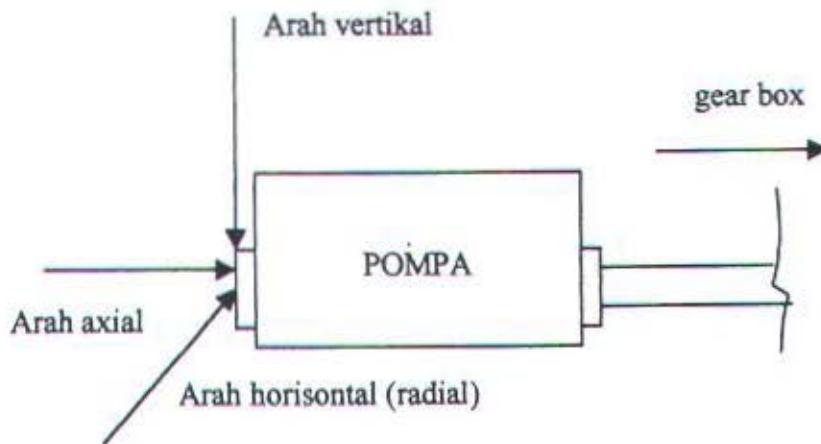 Arah vertikal
gear box
POMPA
Arah axial
Arah horisontal (radial)